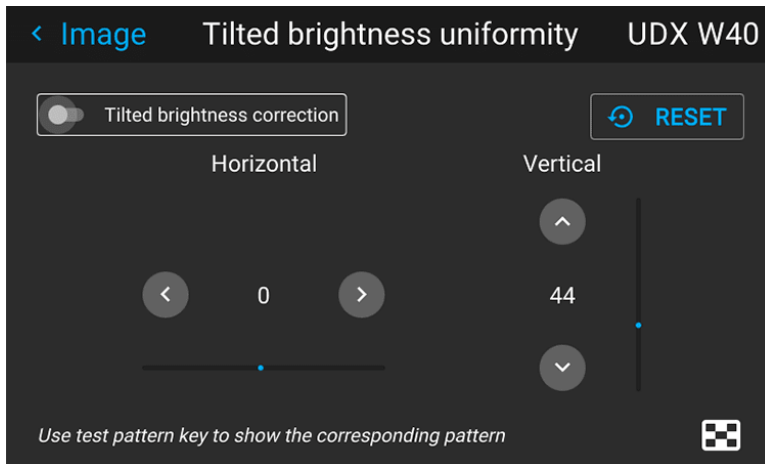 Image Tilted brightness uniformity UDX W40
Tilted brightness correction RESET
Horizontal Vertical
0 44
Use test pattern key to show the corresponding pattern